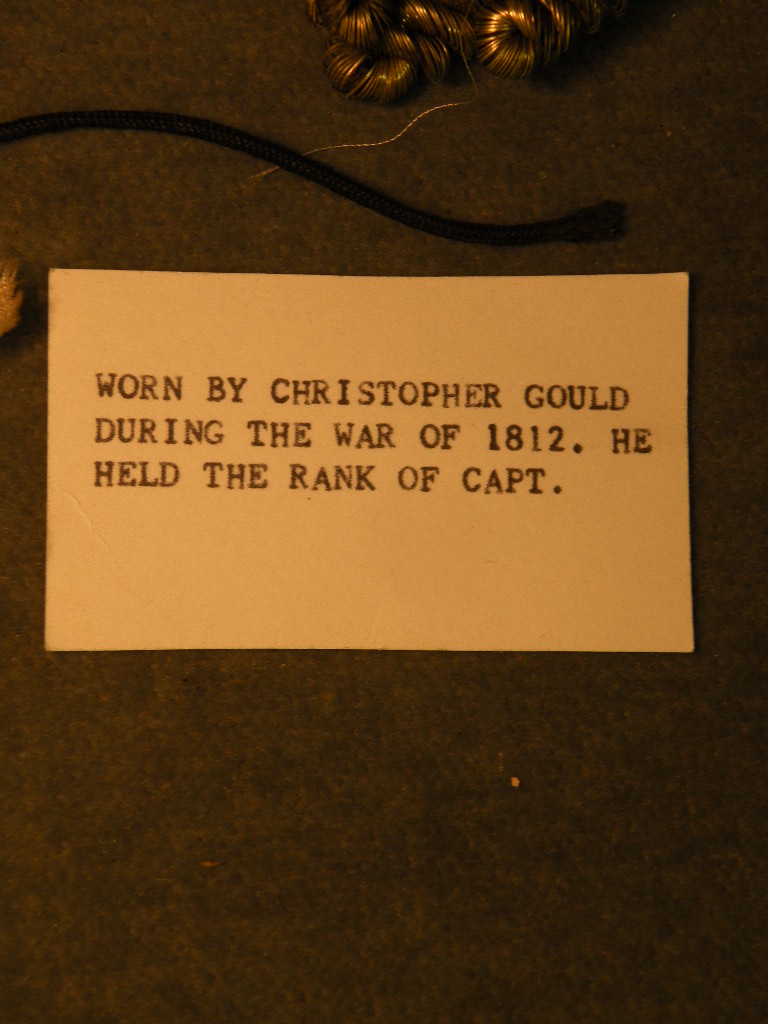 WORN BY CHRISTOPHER GOULD
DURING THE WAR OF 1812. HE
HELD THE RANK OF CAPT.